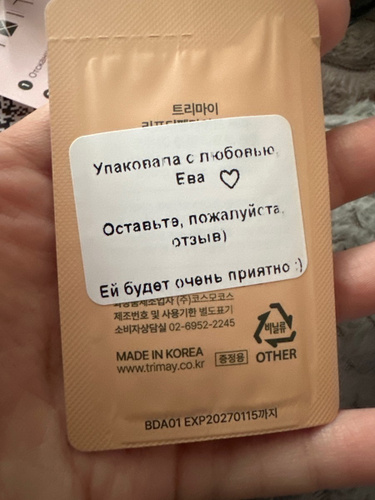 트리마이
Упаковала с любовью,
Ева ♡
Оставьте, пожалуйста,
отзыв)
Ей будет очень приятно :)
(주)코스모코스
제조번호 및 사용기한 별도표기
소비자상담실 02-6952-2245
MADE IN KOREA
www.trimay.co.kr
증정용
비닐류
OTHER
BDA01 EXP20270115까지